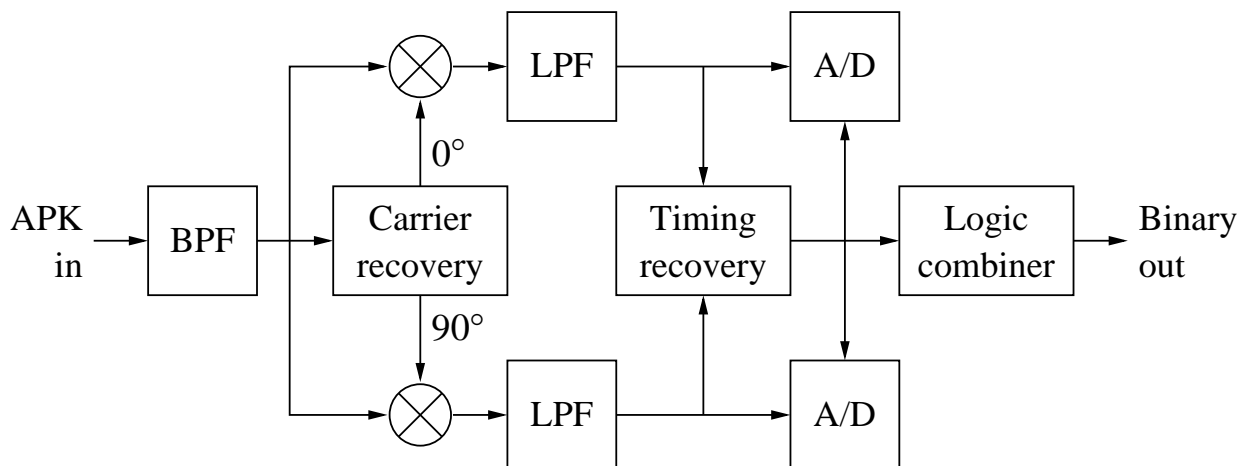 LPF
A/D
0°
APK
in
BPF
Carrier
recovery
Timing
recovery
Logic
combiner
Binary
out
90°
LPF
A/D